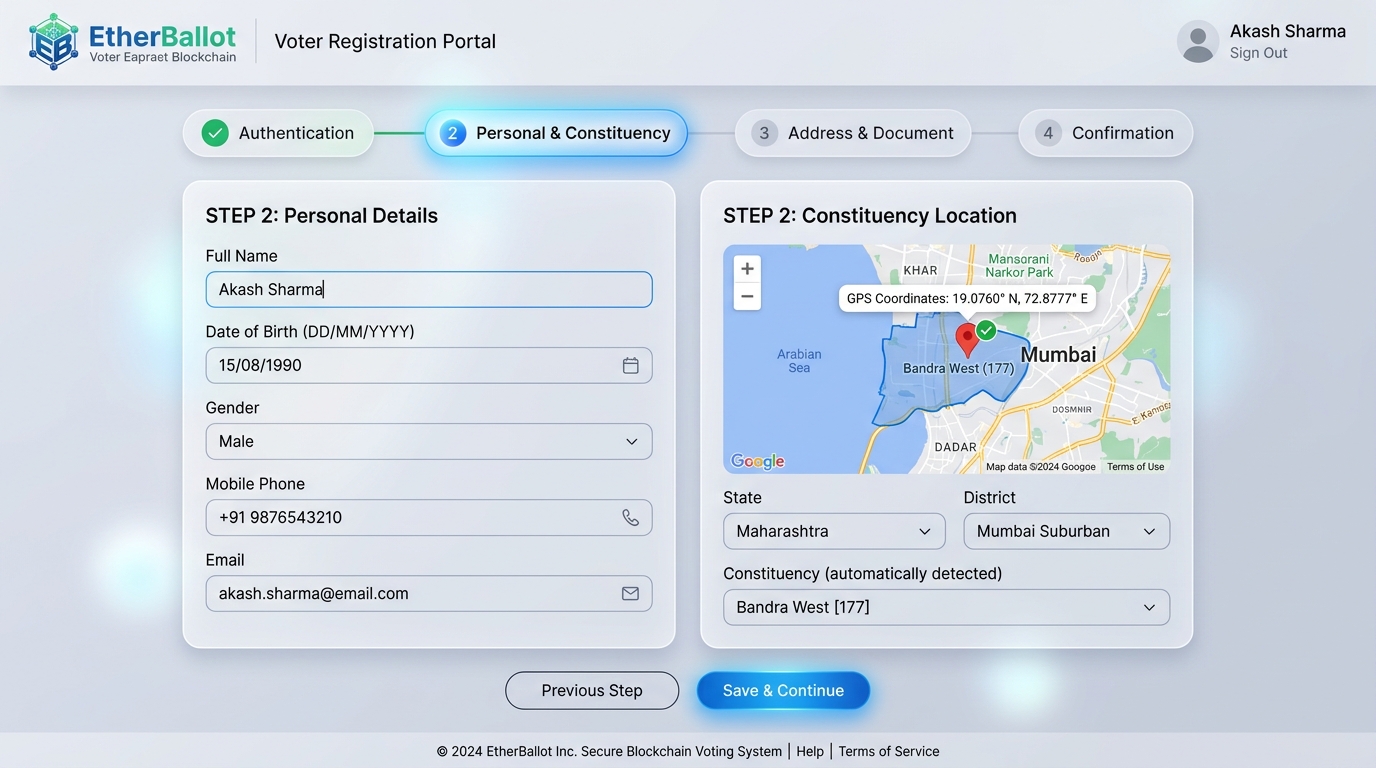 EtherBallot
Voter Eapraet Blockchain
Voter Registration Portal
Akash Sharma
Sign Out
Authentication
2 Personal & Constituency
3 Address & Document
4 Confirmation
STEP 2: Personal Details
Full Name
Akash Sharma
Date of Birth (DD/MM/YYYY)
15/08/1990
Gender
Male
Mobile Phone
+91 9876543210
Email
akash.sharma@email.com
STEP 2: Constituency Location
+
−
KHAR
Mansorani
Narkor Park
GPS Coordinates: 19.0760° N, 72.8777° E
Arabian
Sea
Mumbai
Bandra West (177)
DOSMNIR
DADAR
Google
Map data ©2024 Googoe Terms of Use
State
District
Maharashtra
Mumbai Suburban
Constituency (automatically detected)
Bandra West [177]
Previous Step
Save & Continue
© 2024 EtherBallot Inc. Secure Blockchain Voting System | Help | Terms of Service